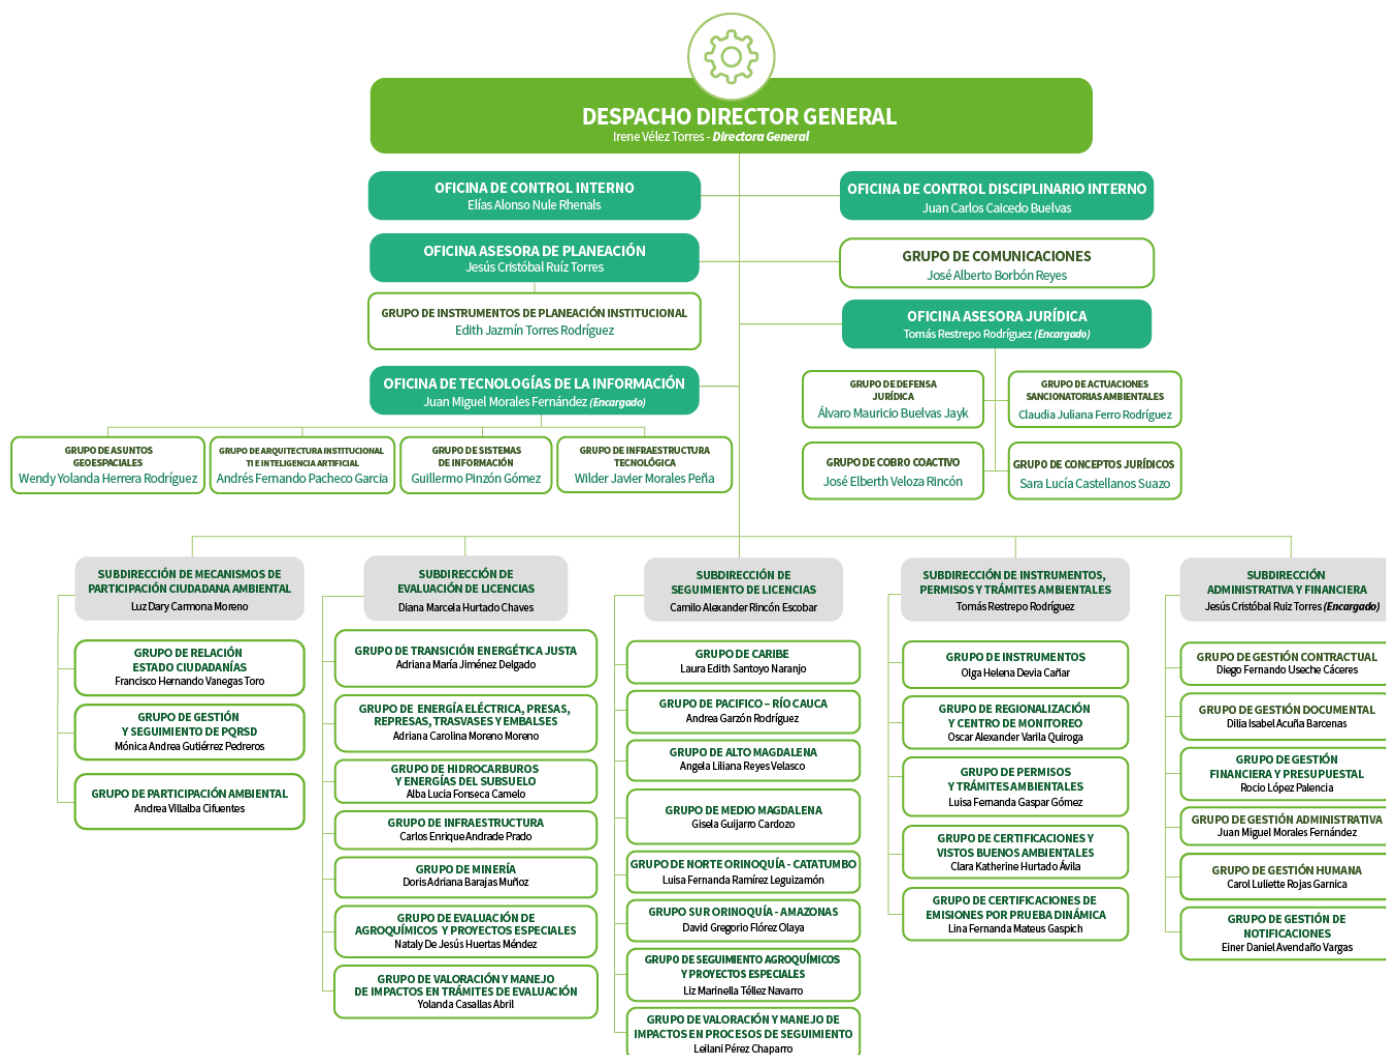 DESPACHO DIRECTOR GENERAL
Irene Vélez Torres - Directora General
OFICINA DE CONTROL INTERNO
Elías Alonso Nule Rhenals
OFICINA DE CONTROL DISCIPLINARIO INTERNO
Juan Carlos Caicedo Buelvas
OFICINA ASESORA DE PLANEACIÓN
Jesús Cristóbal Ruíz Torres
GRUPO DE COMUNICACIONES
José Alberto Borbón Reyes
GRUPO DE INSTRUMENTOS DE PLANEACIÓN INSTITUCIONAL
Edith Jazmín Torres Rodríguez
OFICINA ASESORA JURÍDICA
Tomás Restrepo Rodríguez (Encargado)
OFICINA DE TECNOLOGÍAS DE LA INFORMACIÓN
Juan Miguel Morales Fernández (Encargado)
GRUPO DE DEFENSA
JURÍDICA
Álvaro Mauricio Buelvas Jayk
GRUPO DE ACTUACIONES
SANCIONATORIAS AMBIENTALES
Claudia Juliana Ferro Rodríguez
GRUPO DE COBRO COACTIVO
José Elberth Veloza Rincón
GRUPO DE CONCEPTOS JURÍDICOS
Sara Lucía Castellanos Suazo
GRUPO DE ASUNTOS
GEOESPACIALES
Wendy Yolanda Herrera Rodríguez
GRUPO DE ARQUITECTURA INSTITUCIONAL
TI E INTELIGENCIA ARTIFICIAL
Andrés Fernando Pacheco Garcia
GRUPO DE SISTEMAS
DE INFORMACIÓN
Guillermo Pinzón Gómez
GRUPO DE INFRAESTRUCTURA
TECNOLÓGICA
Wilder Javier Morales Peña
SUBDIRECCIÓN DE MECANISMOS DE
PARTICIPACIÓN CIUDADANA AMBIENTAL
Luz Dary Carmona Moreno
GRUPO DE RELACIÓN
ESTADO CIUDADANÍAS
Francisco Hernando Vanegas Toro
GRUPO DE GESTIÓN
Y SEGUIMIENTO DE PQRSD
Mónica Andrea Gutiérrez Pedreros
GRUPO DE PARTICIPACIÓN AMBIENTAL
Andrea Villalba Cifuentes
SUBDIRECCIÓN DE
EVALUACIÓN DE LICENCIAS
Diana Marcela Hurtado Chaves
GRUPO DE TRANSICIÓN ENERGÉTICA JUSTA
Adriana María Jiménez Delgado
GRUPO DE ENERGÍA ELÉCTRICA, PRESAS,
REPRESAS, TRASVASES Y EMBALSES
Adriana Carolina Moreno Moreno
GRUPO DE HIDROCARBUROS
Y ENERGÍAS DEL SUBSUELO
Alba Lucía Fonseca Camelo
GRUPO DE INFRAESTRUCTURA
Carlos Enrique Andrade Prado
GRUPO DE MINERÍA
Doris Adriana Barajas Muñoz
GRUPO DE EVALUACIÓN DE
AGROQUÍMICOS Y PROYECTOS ESPECIALES
Nataly De Jesús Huertas Méndez
GRUPO DE VALORACIÓN Y MANEJO
DE IMPACTOS EN TRÁMITES DE EVALUACIÓN
Yolanda Casallas Abril
SUBDIRECCIÓN DE
SEGUIMIENTO DE LICENCIAS
Camilo Alexander Rincón Escobar
GRUPO DE CARIBE
Laura Edith Santoyo Naranjo
GRUPO DE PACIFICO – RÍO CAUCA
Andrea Garzón Rodríguez
GRUPO DE ALTO MAGDALENA
Angela Liliana Reyes Velasco
GRUPO DE MEDIO MAGDALENA
Gisela Guijarro Cardozo
GRUPO DE NORTE ORINOQUÍA - CATATUMBO
Luisa Fernanda Ramírez Leguizamón
GRUPO SUR ORINOQUÍA - AMAZONAS
David Gregorio Flórez Olaya
GRUPO DE SEGUIMIENTO AGROQUÍMICOS
Y PROYECTOS ESPECIALES
Liz Marinella Téllez Navarro
GRUPO DE VALORACIÓN Y MANEJO DE
IMPACTOS EN PROCESOS DE SEGUIMIENTO
Leilani Pérez Chaparro
SUBDIRECCIÓN DE INSTRUMENTOS,
PERMISOS Y TRÁMITES AMBIENTALES
Tomás Restrepo Rodríguez
GRUPO DE INSTRUMENTOS
Olga Helena Devia Cañar
GRUPO DE REGIONALIZACIÓN
Y CENTRO DE MONITOREO
Oscar Alexander Varila Quiroga
GRUPO DE PERMISOS
Y TRÁMITES AMBIENTALES
Luisa Fernanda Gaspar Gómez
GRUPO DE CERTIFICACIONES Y
VISTOS BUENOS AMBIENTALES
Clara Katherine Hurtado Ávila
GRUPO DE CERTIFICACIONES DE
EMISIONES POR PRUEBA DINÁMICA
Lina Fernanda Mateus Gaspich
SUBDIRECCIÓN
ADMINISTRATIVA Y FINANCIERA
Jesús Cristóbal Ruiz Torres (Encargado)
GRUPO DE GESTIÓN CONTRACTUAL
Diego Fernando Useche Cáceres
GRUPO DE GESTIÓN DOCUMENTAL
Dilia Isabel Acuña Barcenas
GRUPO DE GESTIÓN
FINANCIERA Y PRESUPUESTAL
Rocio López Palencia
GRUPO DE GESTIÓN ADMINISTRATIVA
Juan Miguel Morales Fernández
GRUPO DE GESTIÓN HUMANA
Carol Luliette Rojas Garnica
GRUPO DE GESTIÓN DE
NOTIFICACIONES
Einer Daniel Avendaño Vargas